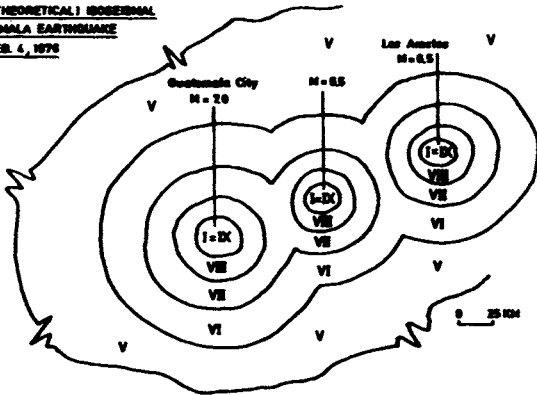 THEORETICAL) ISOSEISMAL
MALA EARTHQUAKE
EB. 4, 1976
V
V
V
Guatemala City
M = 7.0
M = 6.5
Los Amates
M = 6.5
I = IX
VIII
VII
VI
I = IX
VIII
VII
VI
I = IX
VIII
VII
VI
V
V
V
0 25 KM